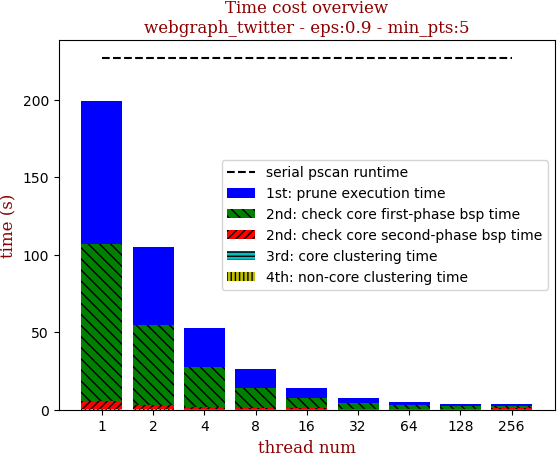 Time cost overview
webgraph_twitter - eps:0.9 - min_pts:5
time (s)
200
150
100
50
0
serial pscan runtime
1st: prune execution time
2nd: check core first-phase bsp time
2nd: check core second-phase bsp time
3rd: core clustering time
4th: non-core clustering time
1 2 4 8 16 32 64 128 256
thread num